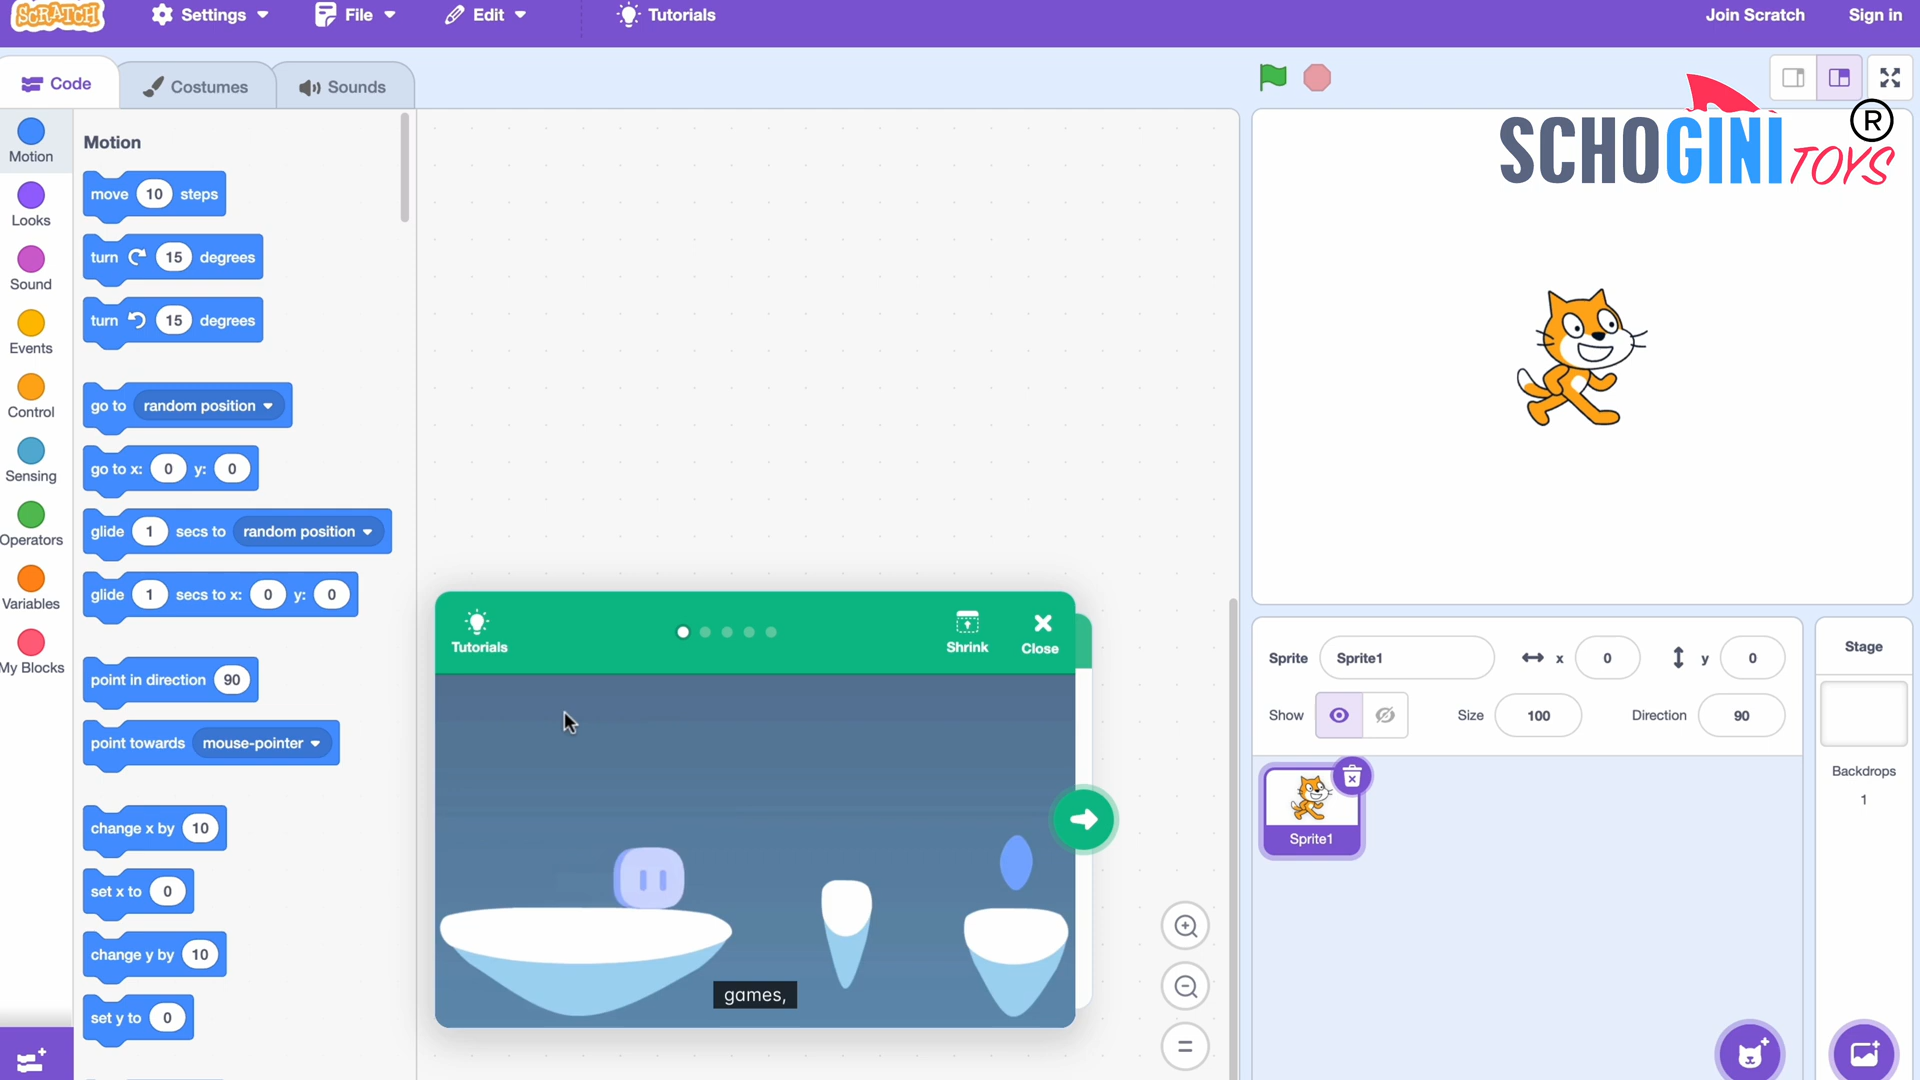 SCRATCH
Settings
File
Edit
Tutorials
Join Scratch
Sign in
Code
Costumes
Sounds
SCHOGINI TOYS ®
Motion
Looks
Sound
Events
Control
Sensing
Operators
Variables
My Blocks
Motion
move 10 steps
turn 15 degrees
turn 15 degrees
go to random position
go to x: 0 y: 0
glide 1 secs to random position
glide 1 secs to x: 0 y: 0
point in direction 90
point towards mouse-pointer
change x by 10
set x to 0
change y by 10
set y to 0
Tutorials
Shrink
Close
games,
Sprite Sprite1 x 0 y 0
Show Size 100 Direction 90
Sprite1
Stage
Backdrops
1